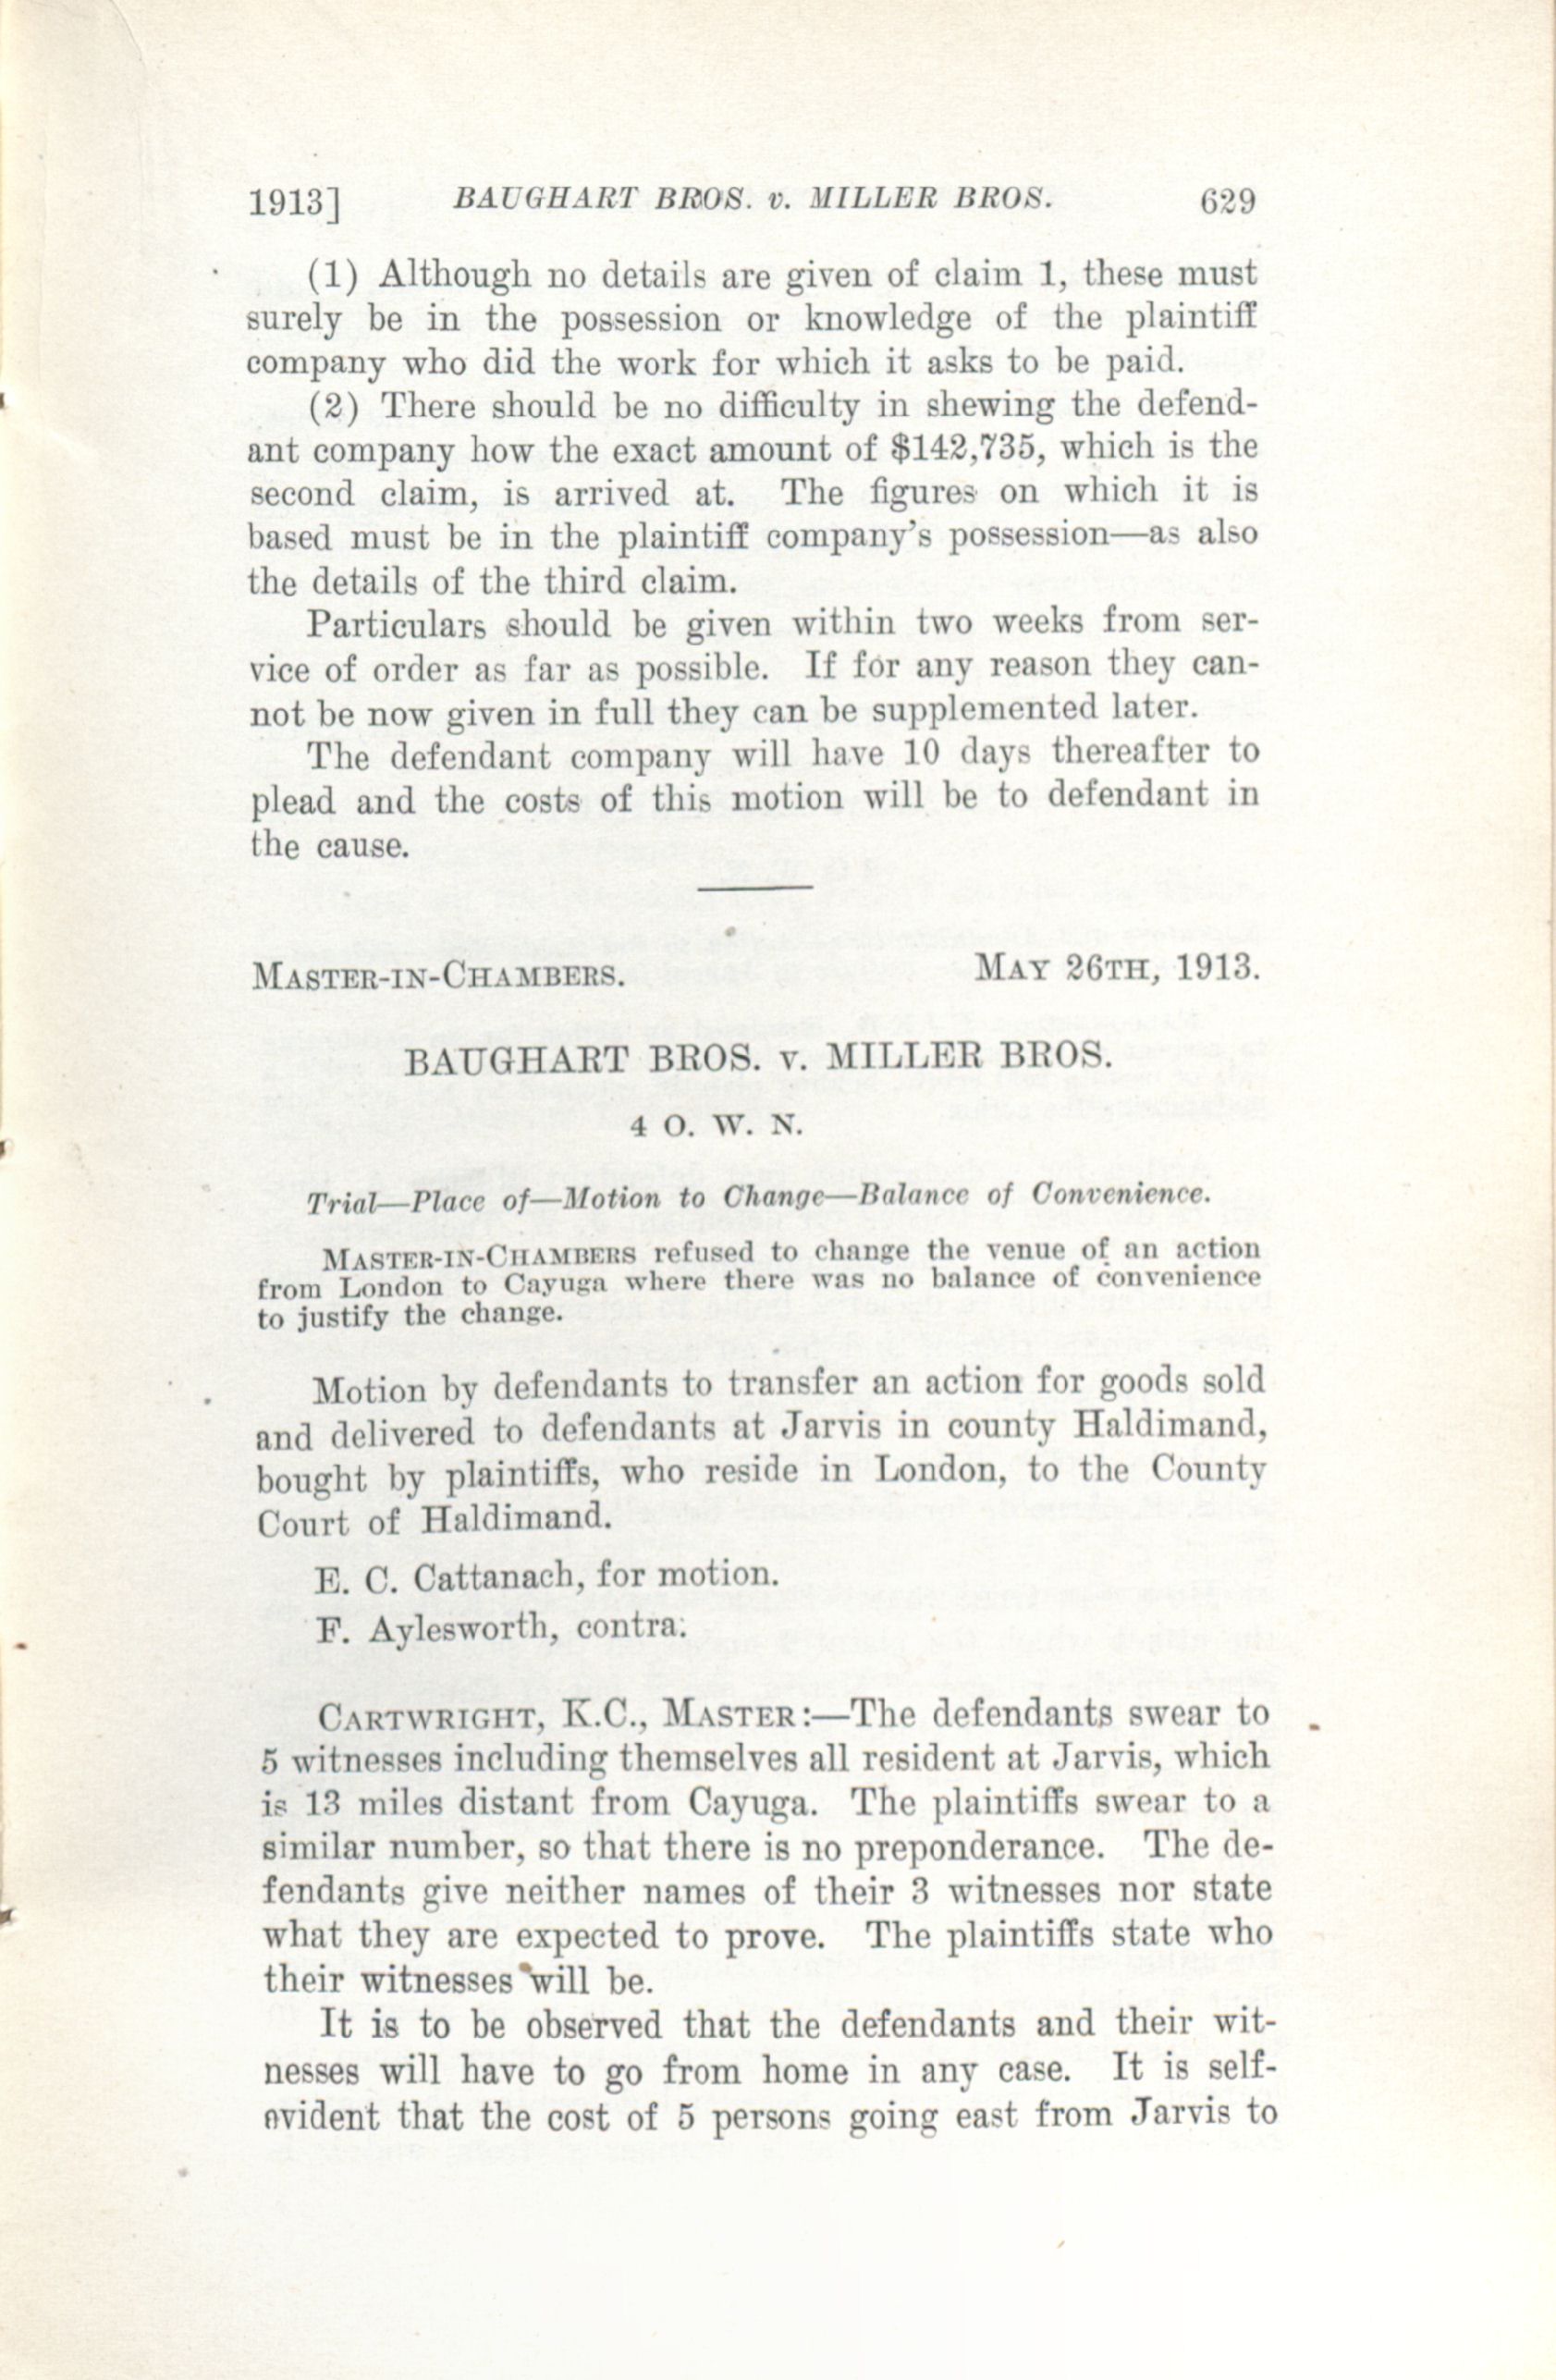 1913] BAUGHART BROS. v. MILLER BROS. 629
(1) Although no details are given of claim 1, these must
surely be in the possession or knowledge of the plaintiff
company who did the work for which it asks to be paid.
(2) There should be no difficulty in shewing the defend-
ant company how the exact amount of $142,735, which is the
second claim, is arrived at. The figures on which it is
based must be in the plaintiff company's possession—as also
the details of the third claim.
Particulars should be given within two weeks from ser-
vice of order as far as possible. If for any reason they can-
not be now given in full they can be supplemented later.
The defendant company will have 10 days thereafter to
plead and the costs of this motion will be to defendant in
the cause.
MASTER-IN-CHAMBERS. MAY 26TH, 1913.
BAUGHART BROS. v. MILLER BROS.
4 O. W. N.
Trial—Place of—Motion to Change—Balance of Convenience.
MASTER-IN-CHAMBERS refused to change the venue of an action
from London to Cayuga where there was no balance of convenience
to justify the change.
Motion by defendants to transfer an action for goods sold
and delivered to defendants at Jarvis in county Haldimand,
bought by plaintiffs, who reside in London, to the County
Court of Haldimand.
E. C. Cattanach, for motion.
F. Aylesworth, contra.
CARTWRIGHT, K.C., MASTER:—The defendants swear to
5 witnesses including themselves all resident at Jarvis, which
is 13 miles distant from Cayuga. The plaintiffs swear to a
similar number, so that there is no preponderance. The de-
fendants give neither names of their 3 witnesses nor state
what they are expected to prove. The plaintiffs state who
their witnesses will be.
It is to be observed that the defendants and their wit-
nesses will have to go from home in any case. It is self-
evident that the cost of 5 persons going east from Jarvis to